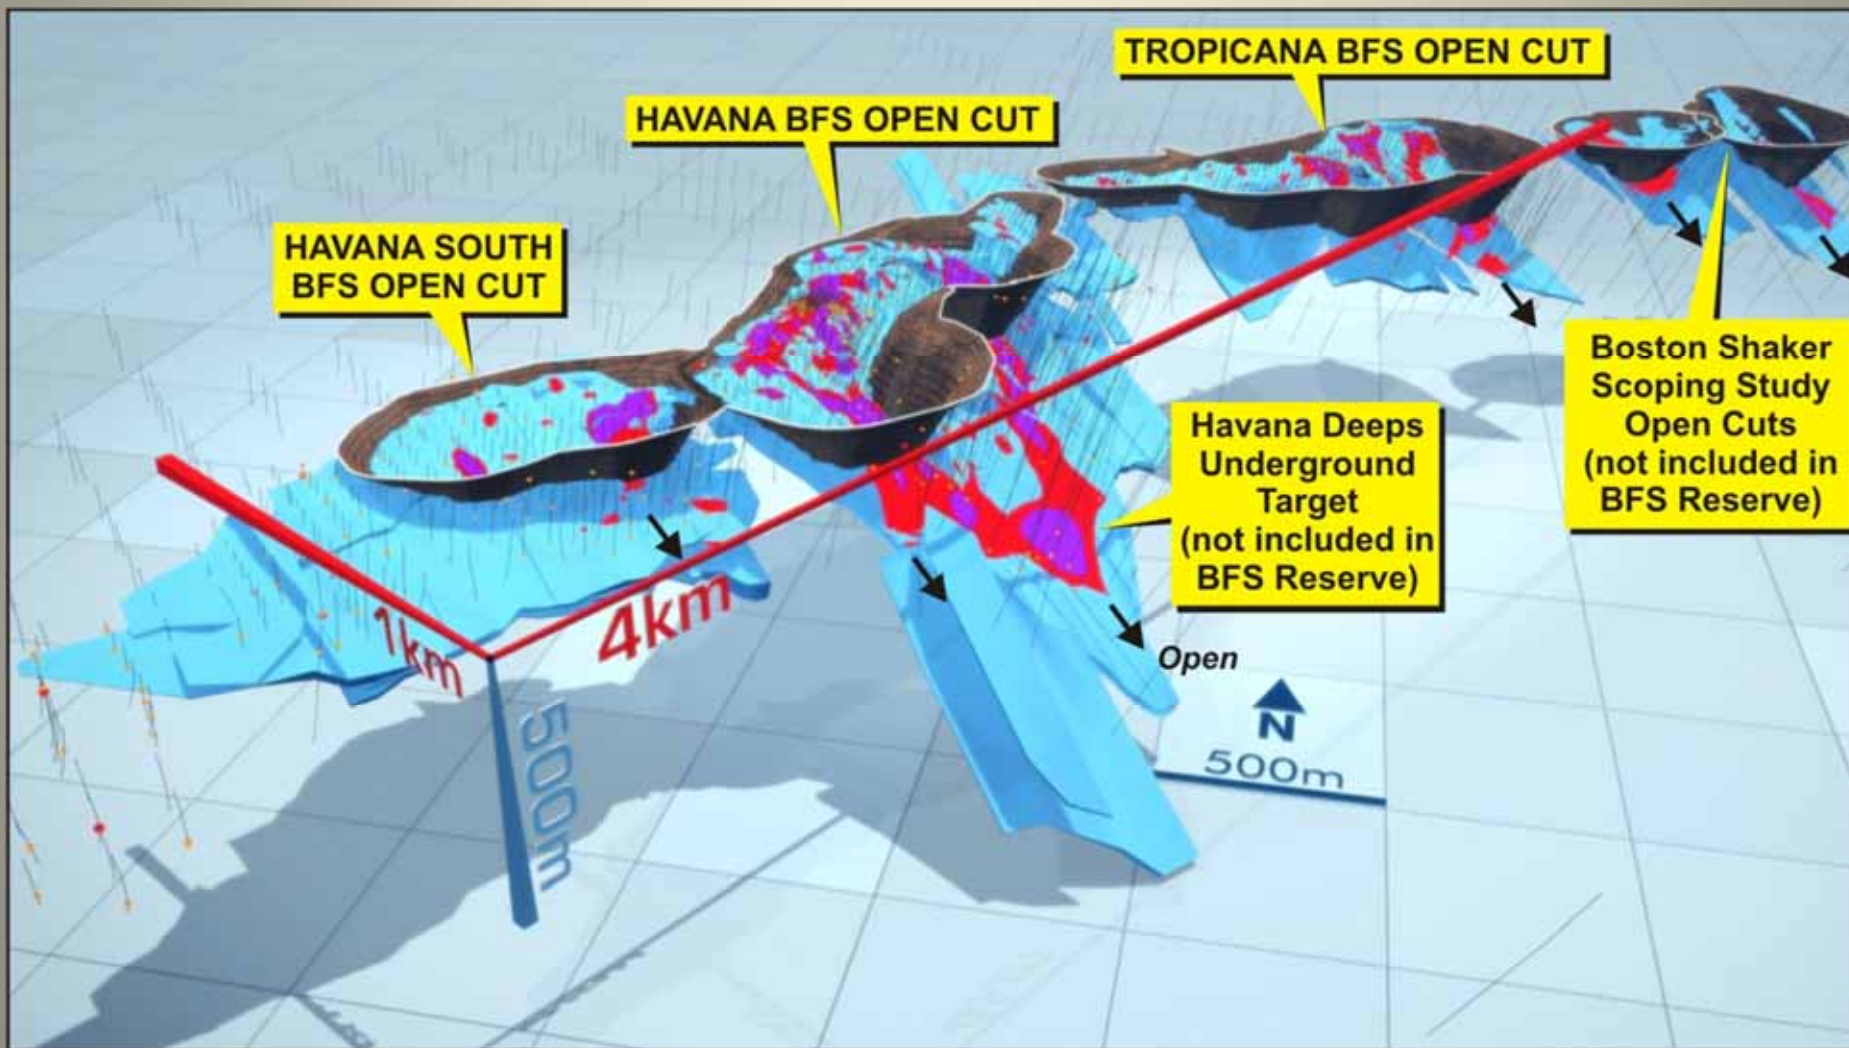 TROPICANA BFS OPEN CUT
HAVANA BFS OPEN CUT
HAVANA SOUTH
BFS OPEN CUT
Boston Shaker
Scoping Study
Open Cuts
(not included in
BFS Reserve)
Havana Deeps
Underground
Target
(not included in
BFS Reserve)
1km
4km
Open
N
500m
500m